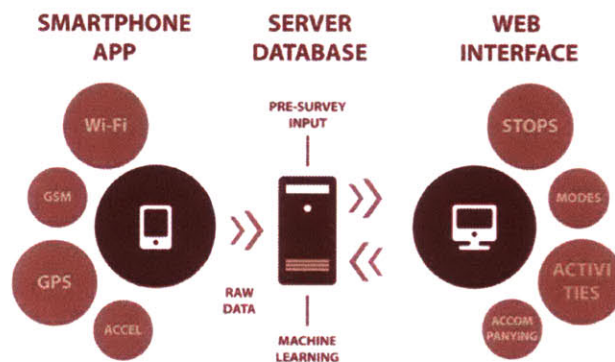 SMARTPHONE
APP
SERVER
DATABASE
WEB
INTERFACE
Wi-Fi
GSM
GPS
ACCEL
RAW
DATA
PRE-SURVEY
INPUT
MACHINE
LEARNING
STOPS
MODES
ACTIVI
TIES
ACCOM
PANYING